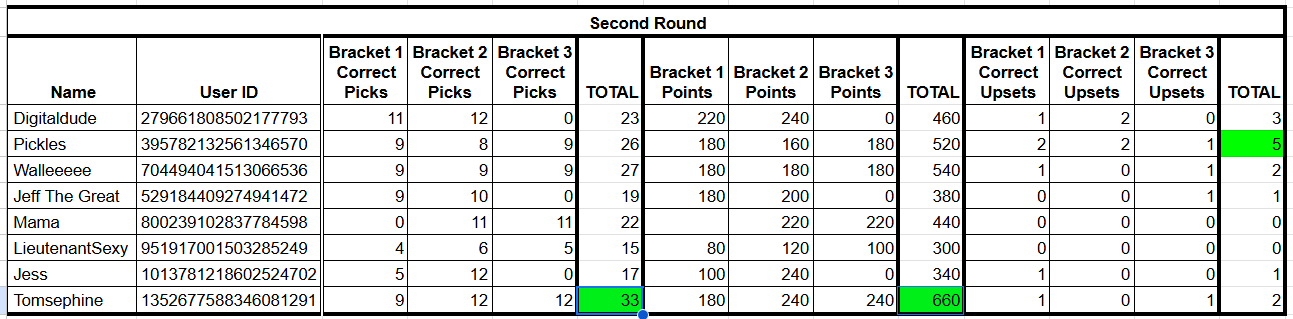 Second Round
Name User ID Bracket 1 Correct Picks Bracket 2 Correct Picks Bracket 3 Correct Picks TOTAL Bracket 1 Points Bracket 2 Points Bracket 3 Points TOTAL Bracket 1 Correct Upsets Bracket 2 Correct Upsets Bracket 3 Correct Upsets TOTAL
Digitaldude 279661808502177793 11 12 0 23 220 240 0 460 1 2 0 3
Pickles 395782132561346570 9 8 9 26 180 160 180 520 2 2 1 5
Walleeeee 704494041513066536 9 9 9 27 180 180 180 540 1 0 1 2
Jeff The Great 529184409274941472 9 10 0 19 180 200 0 380 0 0 1 1
Mama 800239102837784598 0 11 11 22 220 220 440 0 0 0 0
LieutenantSexy 951917001503285249 4 6 5 15 80 120 100 300 0 0 0 0
Jess 1013781218602524702 5 12 0 17 100 240 0 340 1 0 0 1
Tomsephine 1352677588346081291 9 12 12 33 180 240 240 660 1 0 1 2